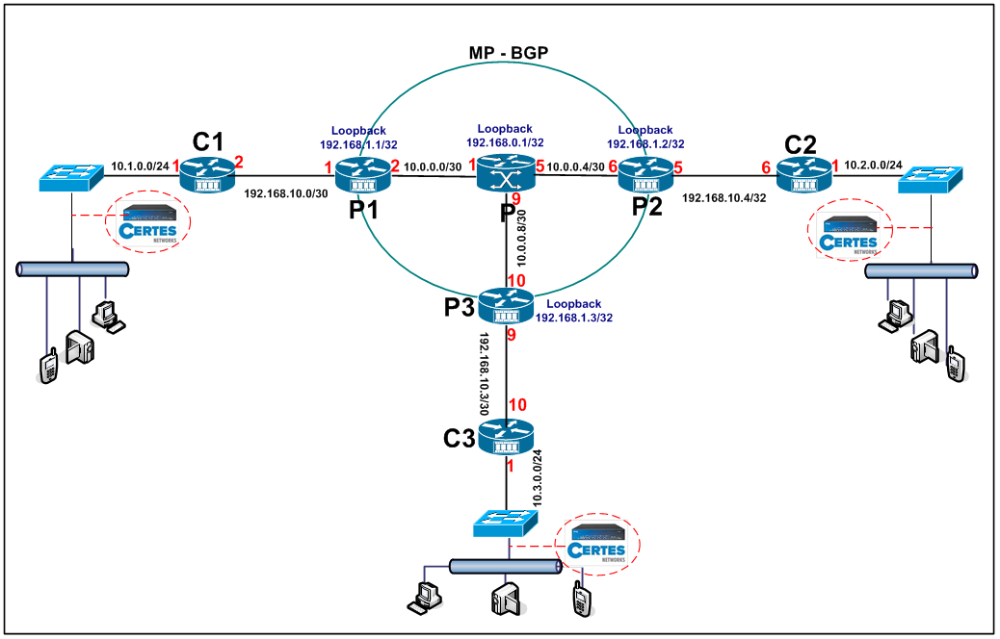 MP - BGP
Loopback
192.168.1.1/32
Loopback
192.168.0.1/32
Loopback
192.168.1.2/32
C1
C2
10.1.0.0/24
1
2
192.168.10.0/30
1
2
P1
10.0.0.0/30
1
5
9
P
10.0.0.4/30
6
5
P2
192.168.10.4/32
6
1
10.2.0.0/24
CERTES
NETWORKS
CERTES
NETWORKS
10.0.0.8/30
10
P3
Loopback
192.168.1.3/32
9
192.168.10.3/30
10
C3
1
10.3.0.0/24
CERTES
NETWORKS